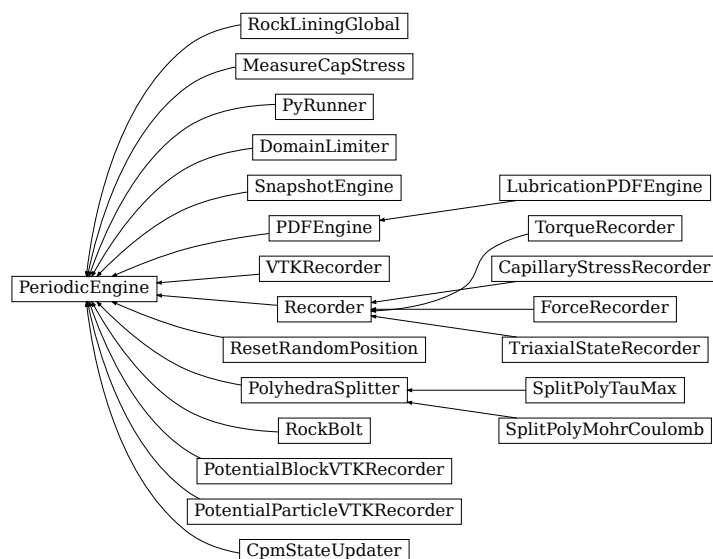 RockLiningGlobal
MeasureCapStress
PyRunner
DomainLimiter
SnapshotEngine
LubricationPDFEngine
PDFEngine
TorqueRecorder
VTKRecorder
CapillaryStressRecorder
PeriodicEngine
Recorder
ForceRecorder
ResetRandomPosition
TriaxialStateRecorder
PolyhedraSplitter
SplitPolyTauMax
RockBolt
SplitPolyMohrCoulomb
PotentialBlockVTKRecorder
PotentialParticleVTKRecorder
CpmStateUpdater